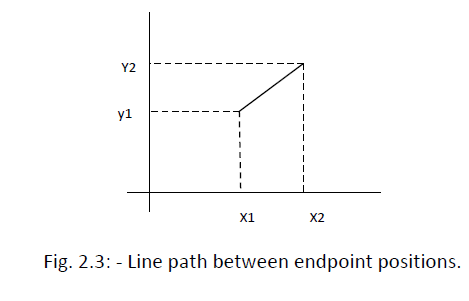 Y2
y1
X1 X2
Fig. 2.3: - Line path between endpoint positions.